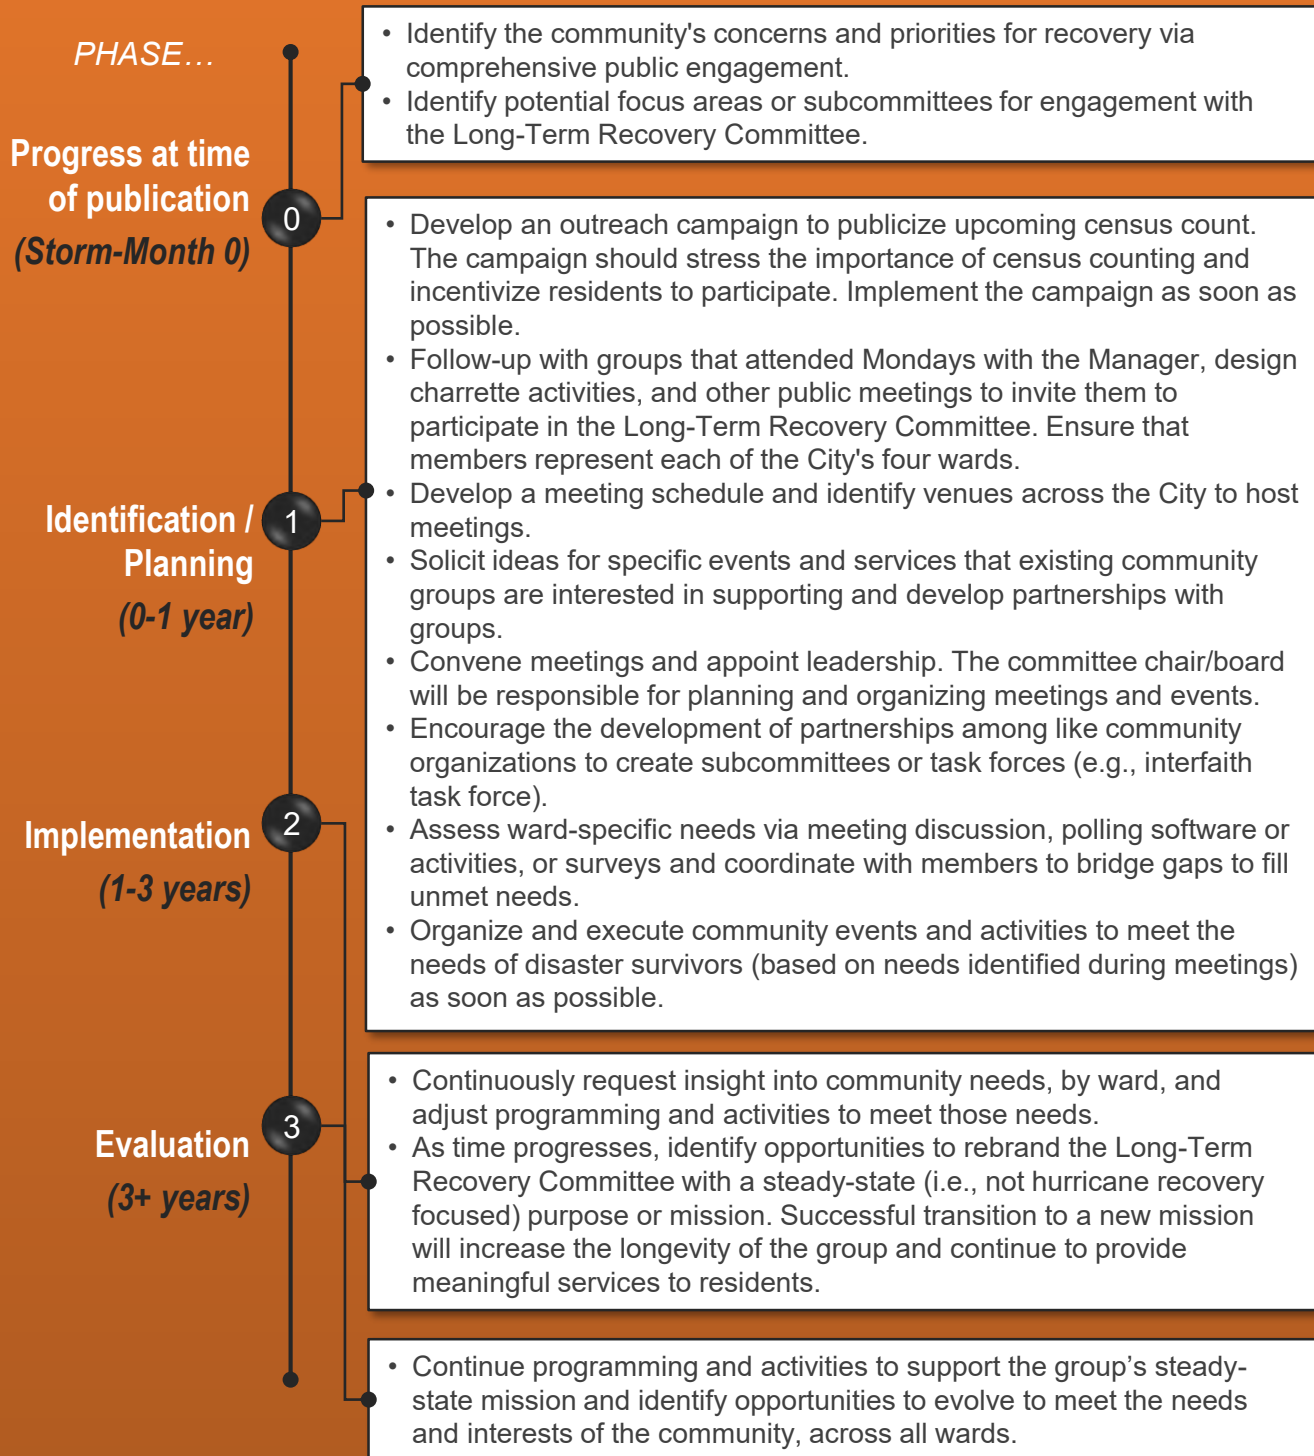 PHASE…
• Identify the community's concerns and priorities for recovery via
comprehensive public engagement.
• Identify potential focus areas or subcommittees for engagement with
the Long-Term Recovery Committee.
Progress at time
of publication
(Storm-Month 0)
0
• Develop an outreach campaign to publicize upcoming census count.
The campaign should stress the importance of census counting and
incentivize residents to participate. Implement the campaign as soon as
possible.
• Follow-up with groups that attended Mondays with the Manager, design
charrette activities, and other public meetings to invite them to
participate in the Long-Term Recovery Committee. Ensure that
members represent each of the City's four wards.
• Develop a meeting schedule and identify venues across the City to host
meetings.
• Solicit ideas for specific events and services that existing community
groups are interested in supporting and develop partnerships with
groups.
• Convene meetings and appoint leadership. The committee chair/board
will be responsible for planning and organizing meetings and events.
• Encourage the development of partnerships among like community
organizations to create subcommittees or task forces (e.g., interfaith
task force).
• Assess ward-specific needs via meeting discussion, polling software or
activities, or surveys and coordinate with members to bridge gaps to fill
unmet needs.
• Organize and execute community events and activities to meet the
needs of disaster survivors (based on needs identified during meetings)
as soon as possible.
Identification /
Planning
(0-1 year)
1
Implementation
(1-3 years)
2
• Continuously request insight into community needs, by ward, and
adjust programming and activities to meet those needs.
• As time progresses, identify opportunities to rebrand the Long-Term
Recovery Committee with a steady-state (i.e., not hurricane recovery
focused) purpose or mission. Successful transition to a new mission
will increase the longevity of the group and continue to provide
meaningful services to residents.
Evaluation
(3+ years)
3
• Continue programming and activities to support the group’s steady-
state mission and identify opportunities to evolve to meet the needs
and interests of the community, across all wards.